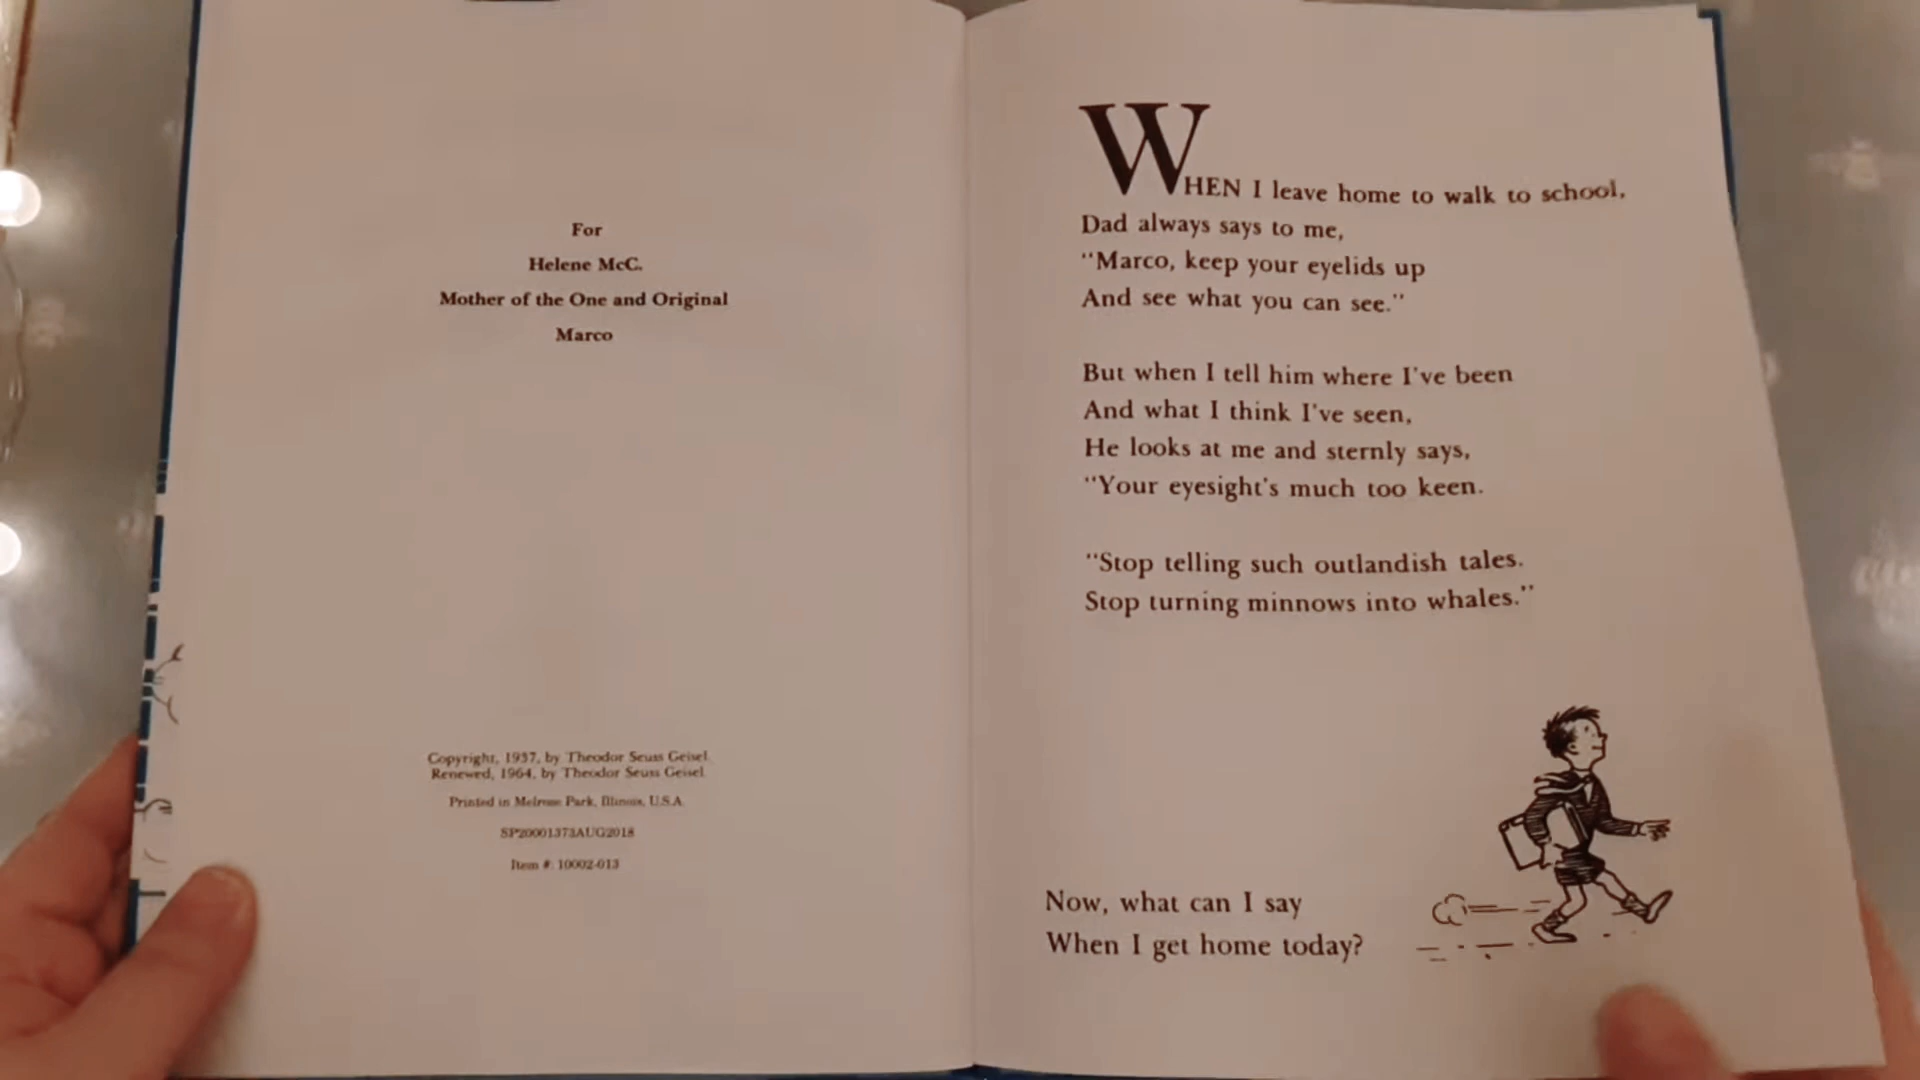 For
Helene McC.
Mother of the One and Original
Marco
Copyright, 1937, by Theodor Seuss Geisel.
Renewed, 1964, by Theodor Seuss Geisel.
Printed in Melrose Park, Illinois, U.S.A.
SP20001373AUG2018
Item #: 10002-013
WHEN I leave home to walk to school,
Dad always says to me,
"Marco, keep your eyelids up
And see what you can see."
But when I tell him where I've been
And what I think I've seen,
He looks at me and sternly says,
"Your eyesight's much too keen.
"Stop telling such outlandish tales.
Stop turning minnows into whales."
Now, what can I say
When I get home today?